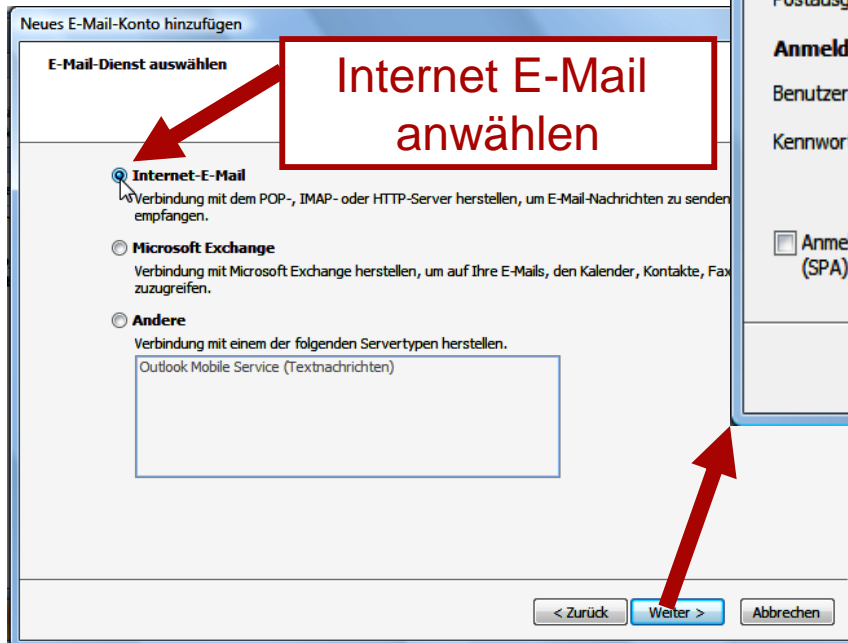 Neues E-Mail-Konto hinzufügen
E-Mail-Dienst auswählen
Internet E-Mail
anwählen
Internet-E-Mail
Verbindung mit dem POP-, IMAP- oder HTTP-Server herstellen, um E-Mail-Nachrichten zu senden
empfangen.
Microsoft Exchange
Verbindung mit Microsoft Exchange herstellen, um auf Ihre E-Mails, den Kalender, Kontakte, Fax
zuzugreifen.
Andere
Verbindung mit einem der folgenden Servertypen herstellen.
Outlook Mobile Service (Textnachrichten)
< Zurück
Weiter >
Abbrechen
Anmeld
Benutzer
Kennwort
Anme
(SPA)